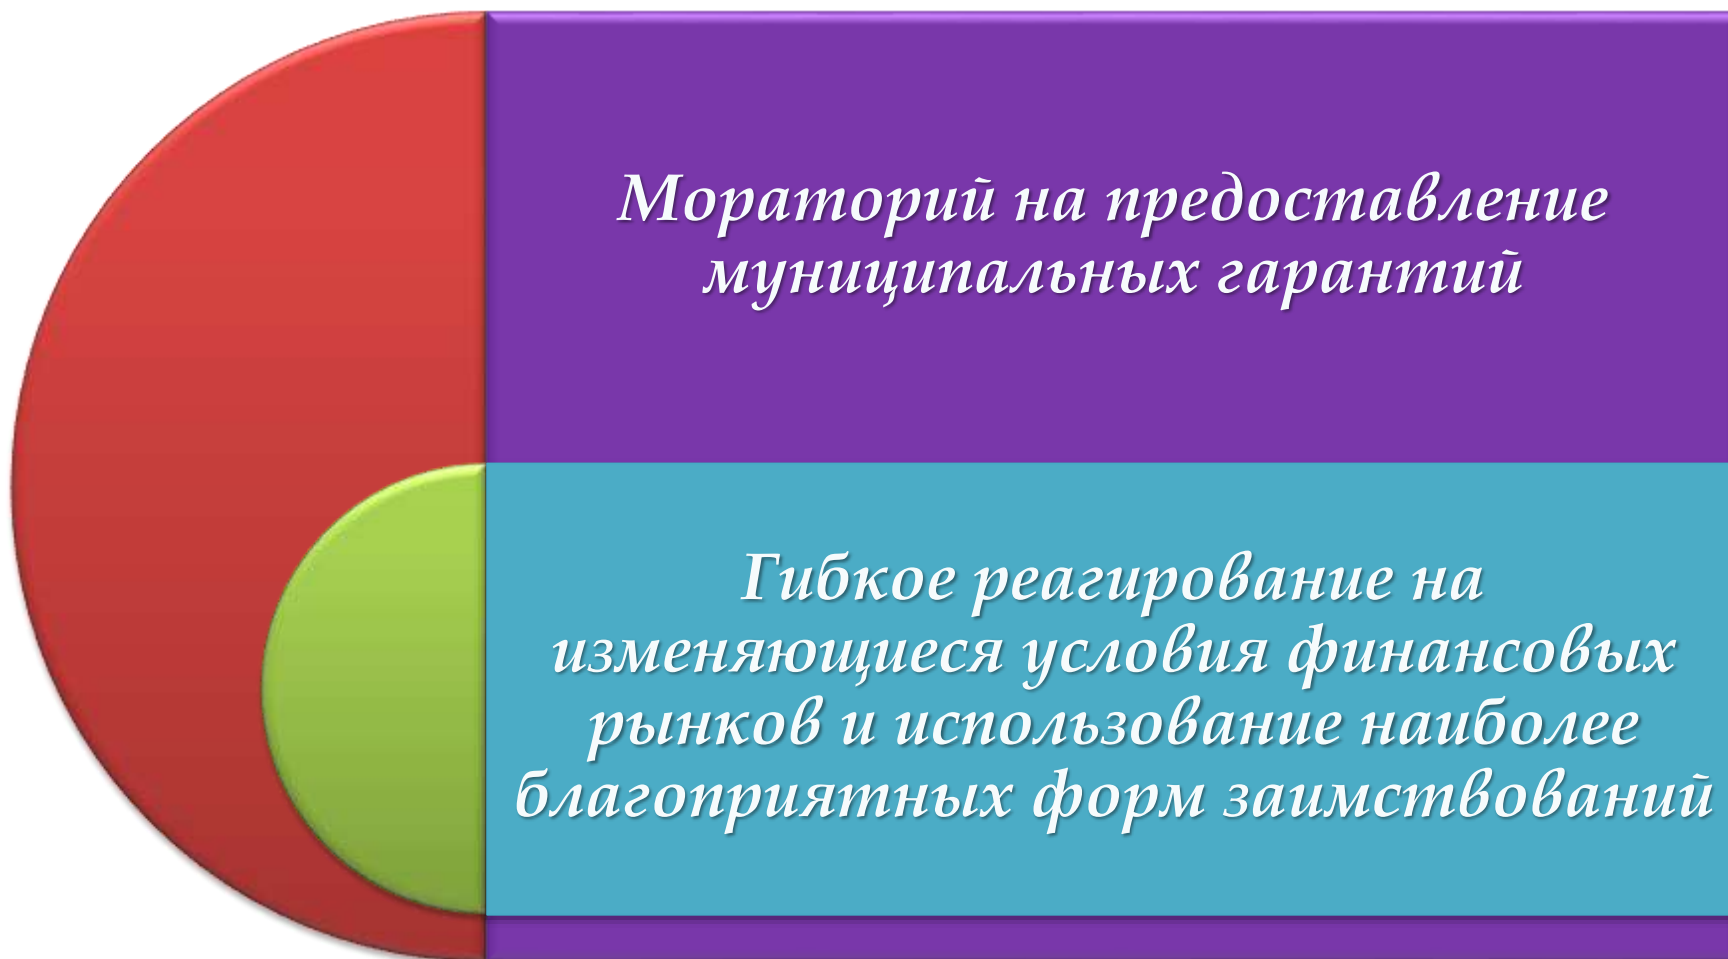 Мораторий на предоставление
муниципальных гарантий
Гибкое реагирование на
изменяющиеся условия финансовых
рынков и использование наиболее
благоприятных форм заимствований